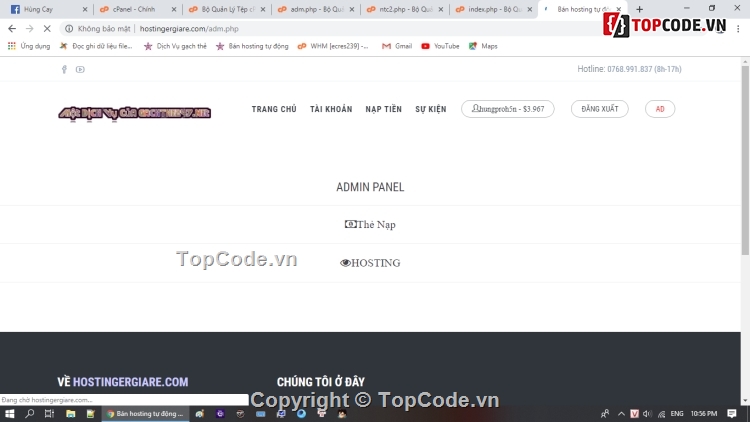 Hùng Cay
cPanel - Chính
Bộ Quản Lý Tệp c
adm.php - Bộ Quả
ntc2.php - Bộ Quả
index.php - Bộ Qu
Bán hosting tự độn
TOPCODE.VN
Không bảo mật | hostingergiare.com/adm.php
Ứng dụng
Đọc ghi dữ liệu file...
Dịch Vụ gạch thẻ
Bán hosting tự động
WHM [ecres239] -...
Gmail
YouTube
Maps
Hotline: 0768.991.837 (8h-17h)
TRANG CHỦ
TÀI KHOẢN
NẠP TIỀN
SỰ KIỆN
hungproh5n - $3.967
ĐĂNG XUẤT
AD
ADMIN PANEL
Thẻ Nạp
TopCode.vn
HOSTING
VỀ HOSTINGERGIARE.COM
CHÚNG TÔI Ở ĐÂY
Đang chờ hostingergiare.com...
Copyright © TopCode.vn
Bán hosting tự động ...
ENG
10:56 PM